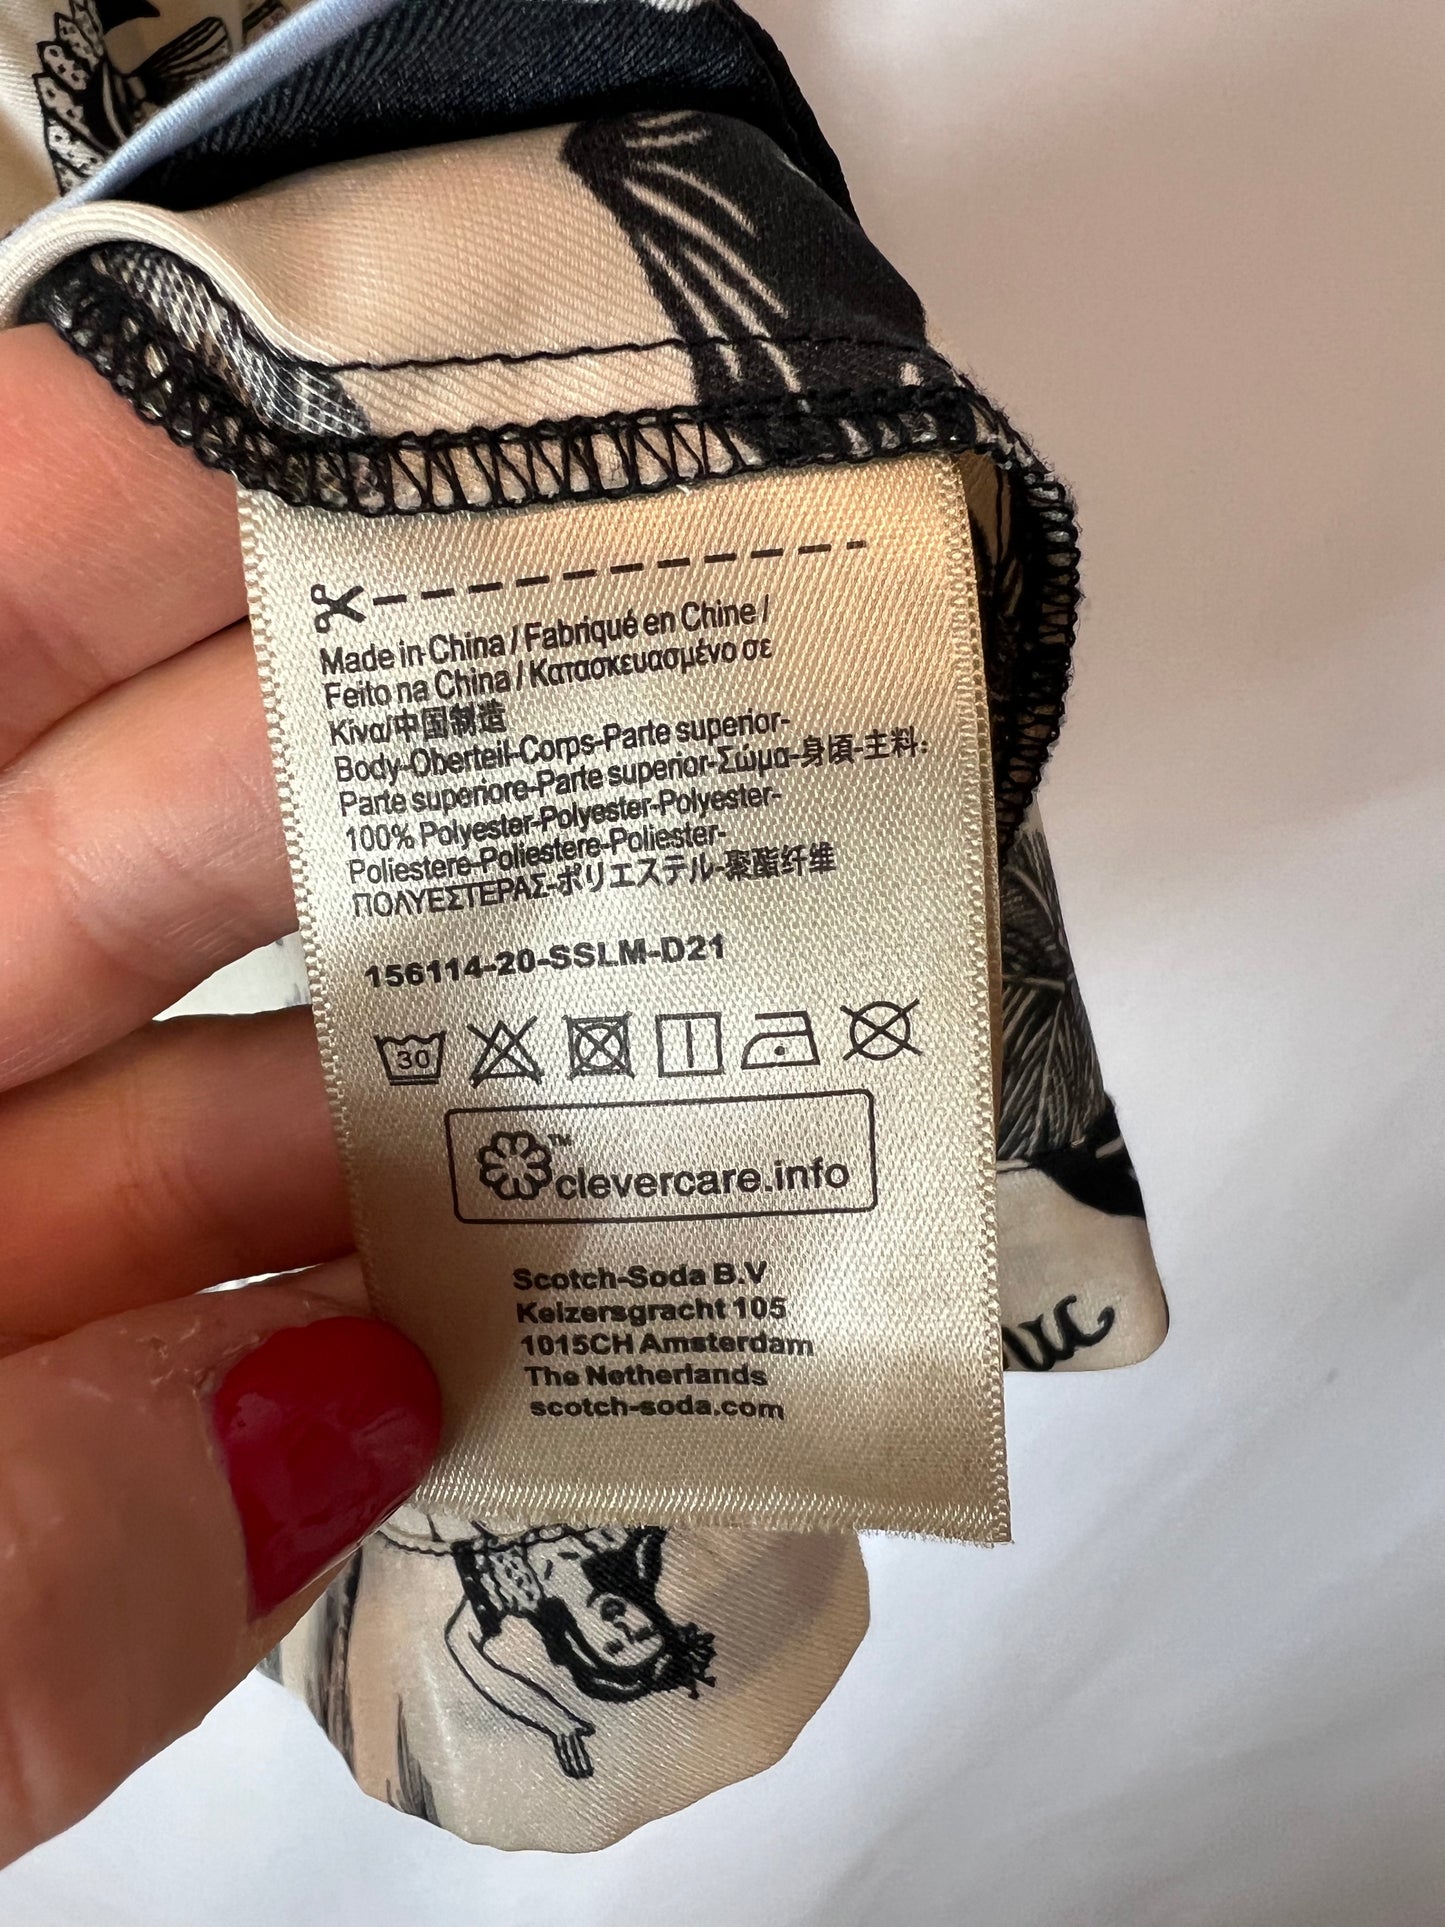 Made in China / Fabriqué en Chine /
Feito na China / Κατασκευασμένο σε
Κίνα/中国制造
Body-Oberteil-Corps-Parte superior-
Parte superiore-Parte superior-Σώμα-身頃-主料:
100% Polyester-Polyester-Polyester-
Poliestere-Poliestere-Poliester-
ΠΟΛΥΕΣΤΕΡΑΣ-ポリエステル-聚酯纤维
156114-20-SSLM-D21
30
™
clevercare.info
Scotch-Soda B.V
Keizersgracht 105
1015CH Amsterdam
The Netherlands
scotch-soda.com